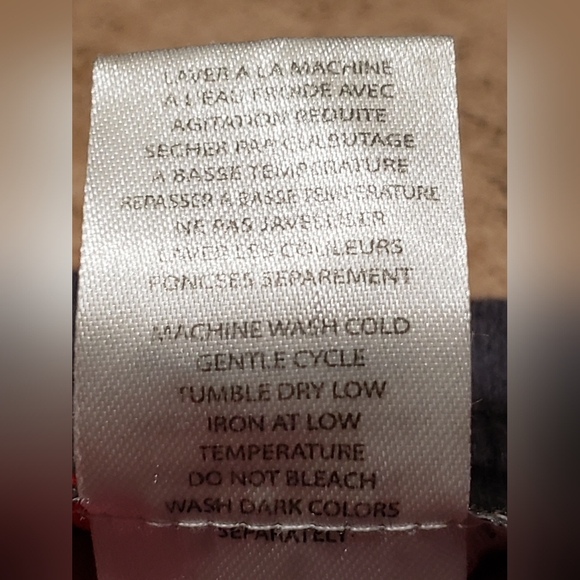 LAVER A LA MACHINE
A L'EAU FROIDE AVEC
AGITATION REDUITE
SECHER PAR CULBUTAGE
A BASSE TEMPERATURE
REPASSER A BASSE TEMPERATURE
NE PAS JAVELLISER
LAVER LES COULEURS
FONCSES SEPAREMENT
MACHINE WASH COLD
GENTLE CYCLE
TUMBLE DRY LOW
IRON AT LOW
TEMPERATURE
DO NOT BLEACH
WASH DARK COLORS
SEPARATELY